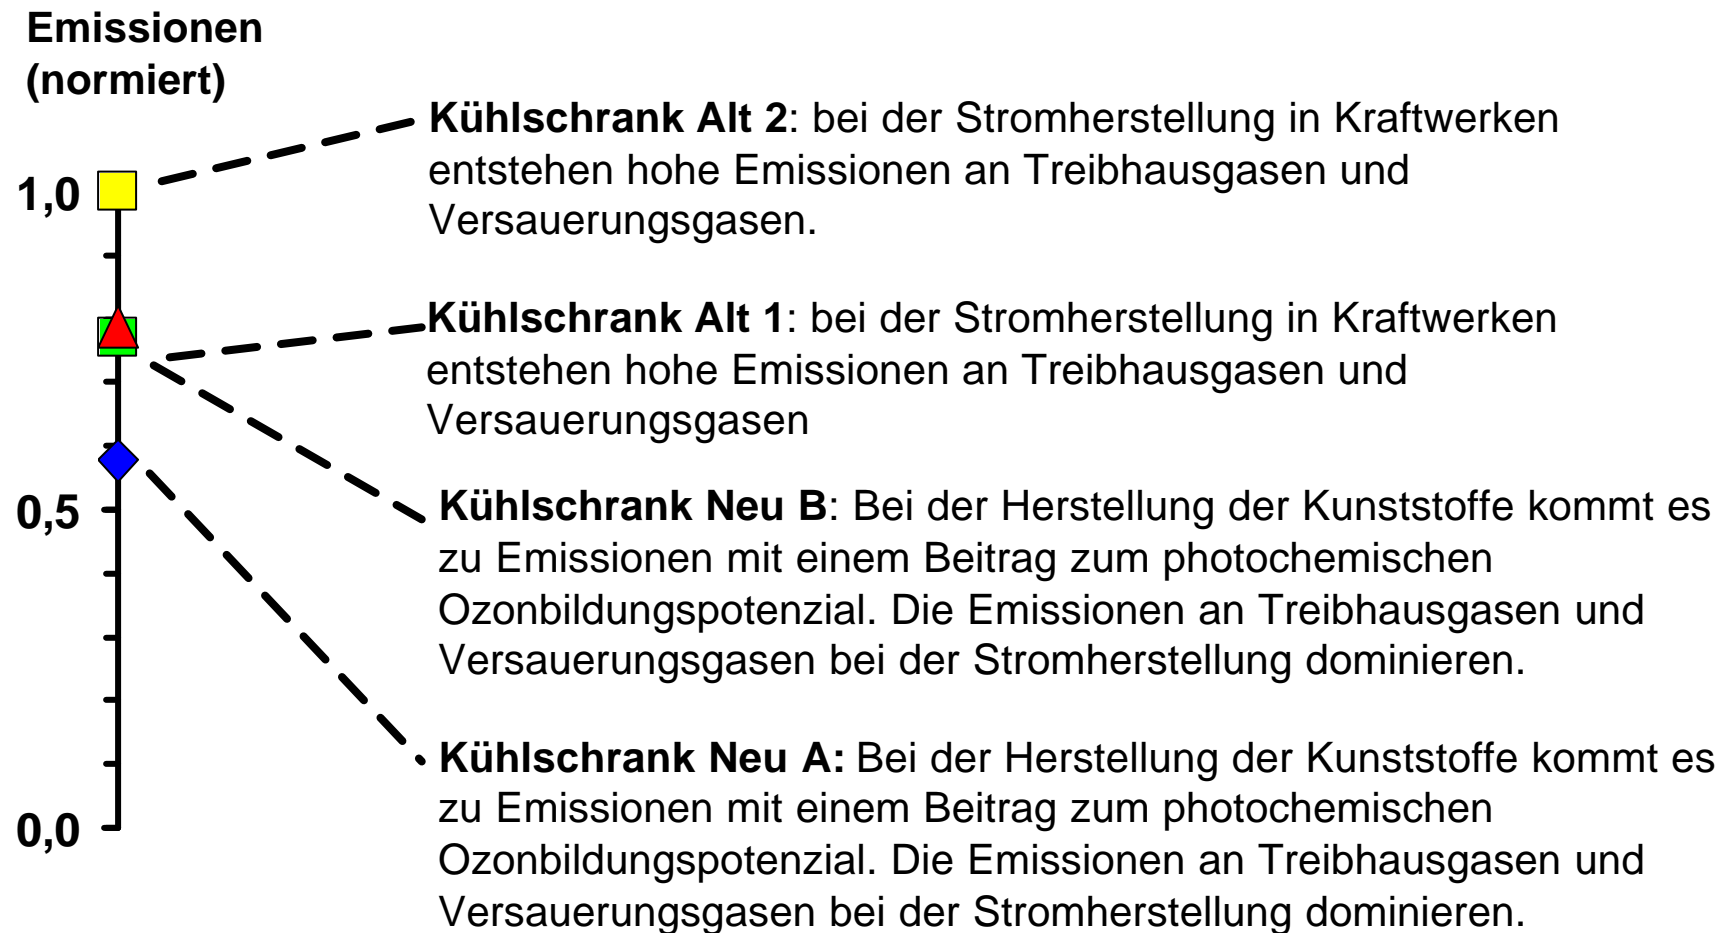 Emissionen
(normiert)
1,0
0,5
0,0
Kühlschrank Alt 2: bei der Stromherstellung in Kraftwerken
entstehen hohe Emissionen an Treibhausgasen und
Versauerungsgasen.
Kühlschrank Alt 1: bei der Stromherstellung in Kraftwerken
entstehen hohe Emissionen an Treibhausgasen und
Versauerungsgasen
Kühlschrank Neu B: Bei der Herstellung der Kunststoffe kommt es
zu Emissionen mit einem Beitrag zum photochemischen
Ozonbildungspotenzial. Die Emissionen an Treibhausgasen und
Versauerungsgasen bei der Stromherstellung dominieren.
Kühlschrank Neu A: Bei der Herstellung der Kunststoffe kommt es
zu Emissionen mit einem Beitrag zum photochemischen
Ozonbildungspotenzial. Die Emissionen an Treibhausgasen und
Versauerungsgasen bei der Stromherstellung dominieren.